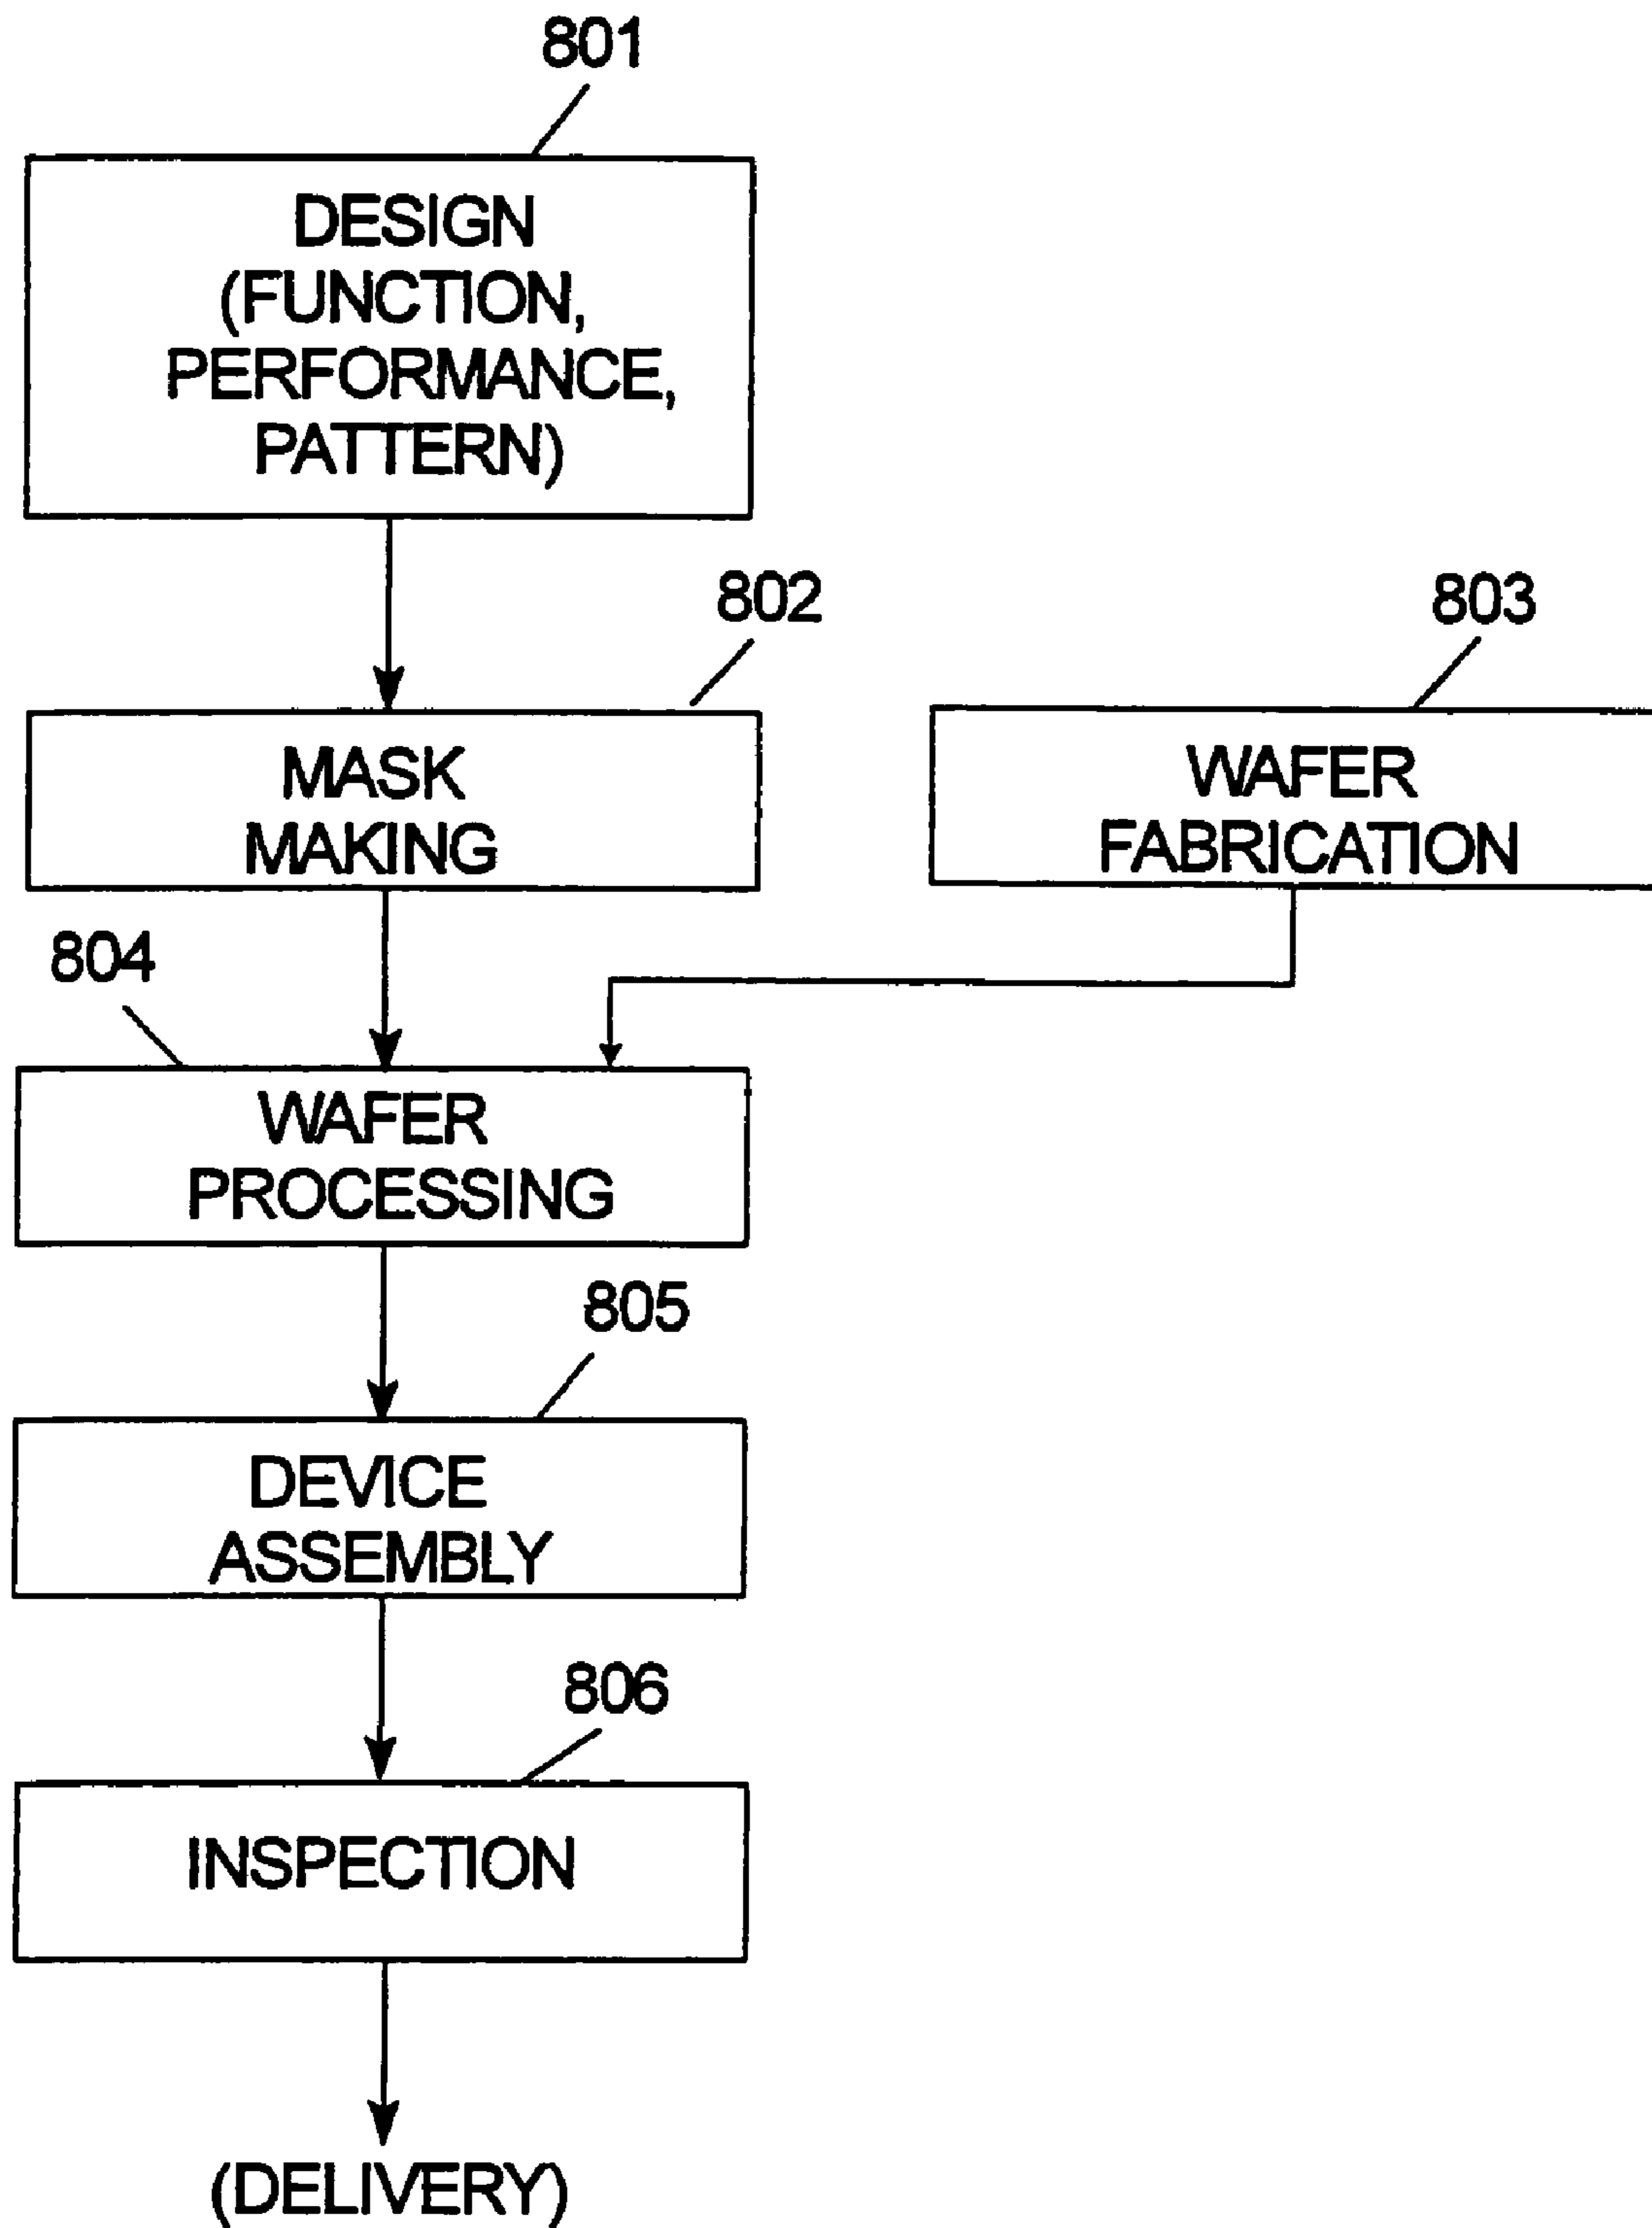 801
DESIGN
(FUNCTION,
PERFORMANCE,
PATTERN)
802
MASK
MAKING
803
WAFER
FABRICATION
804
WAFER
PROCESSING
805
DEVICE
ASSEMBLY
806
INSPECTION
(DELIVERY)